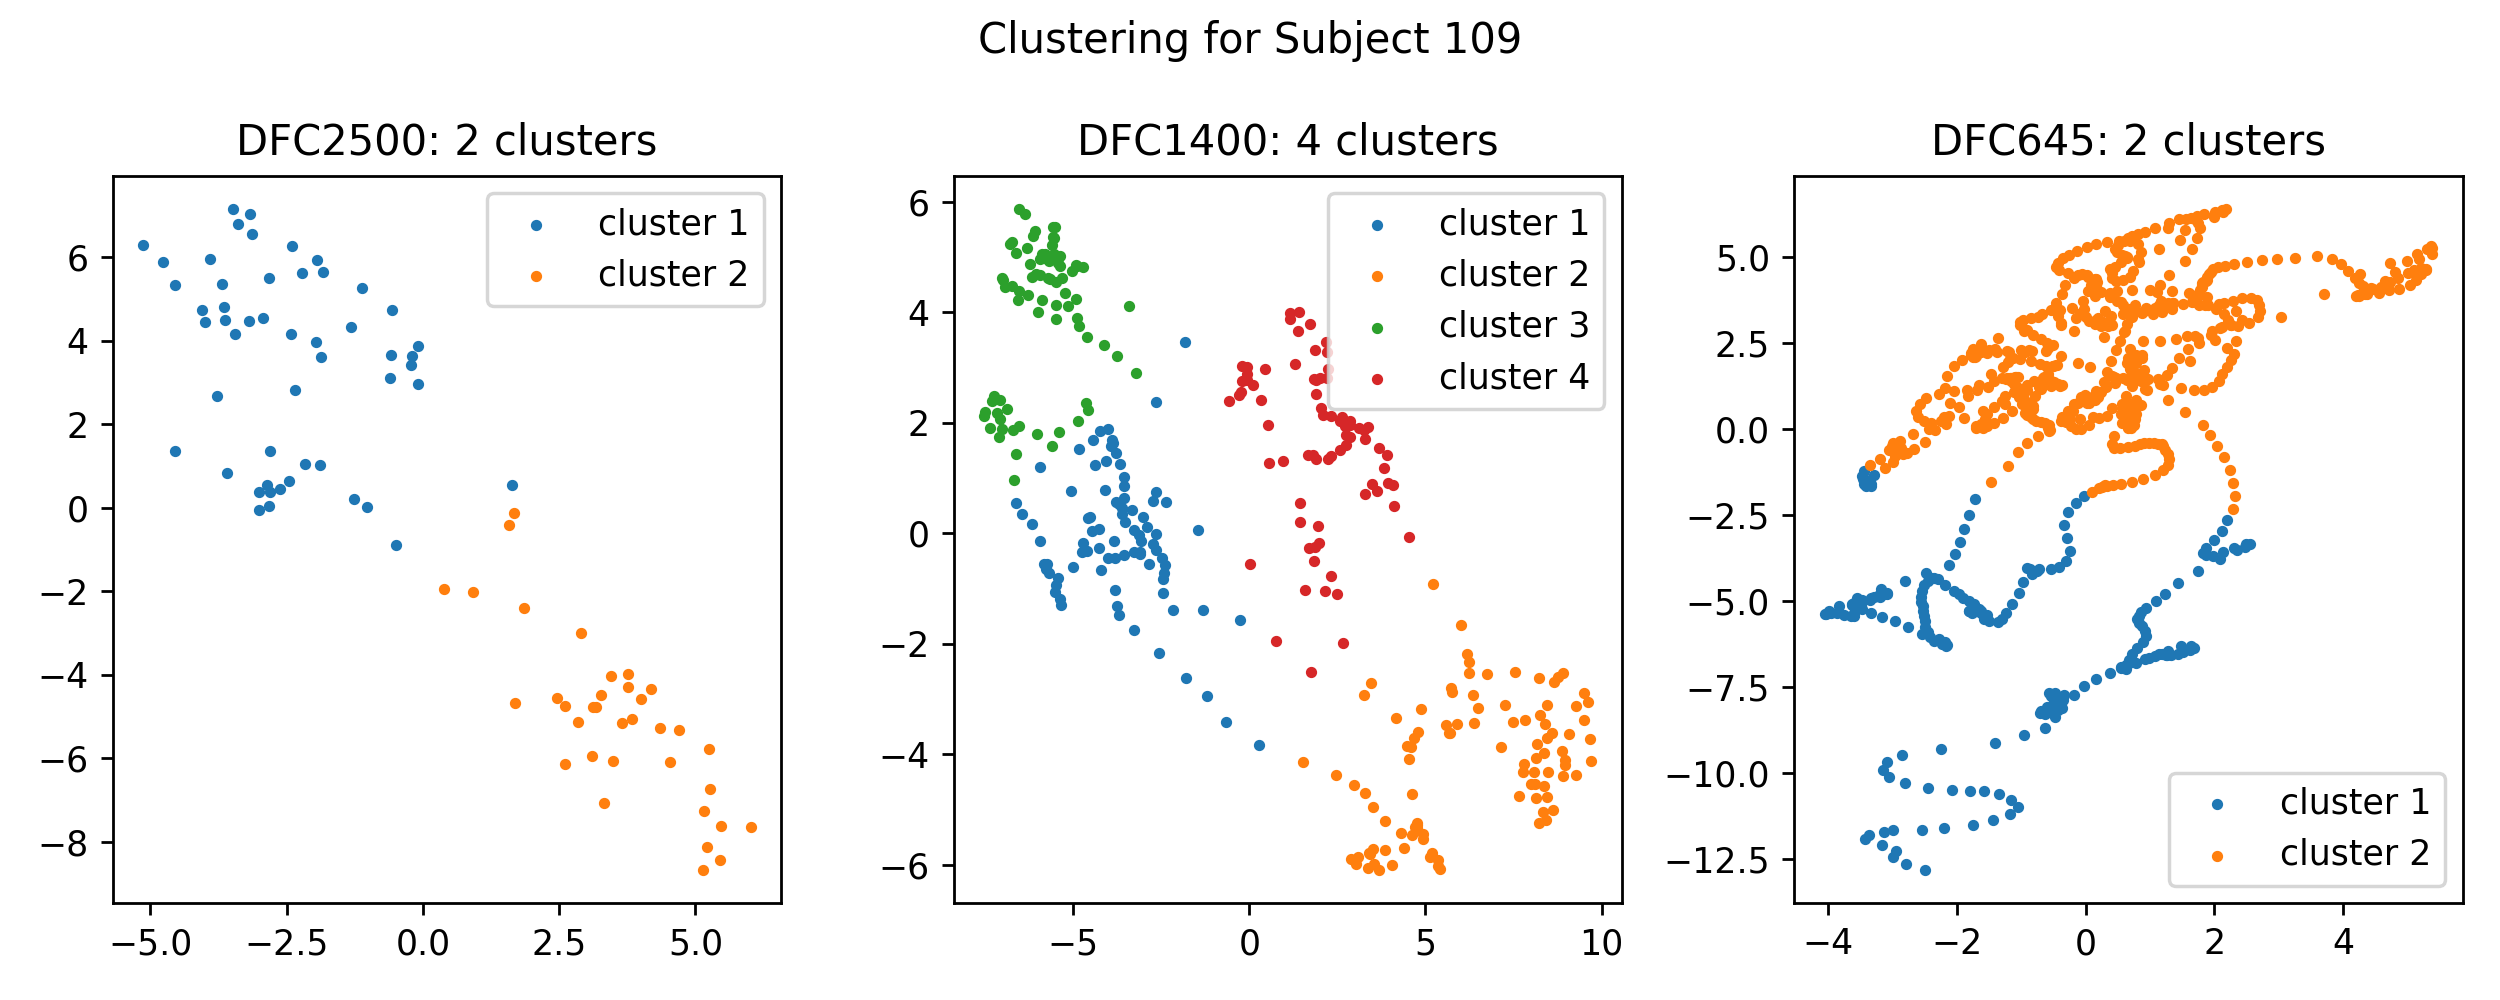 Clustering for Subject 109
DFC2500: 2 clusters
cluster 1
cluster 2
6
4
2
0
−2
−4
−6
−8
−5.0 −2.5 0.0 2.5 5.0
DFC1400: 4 clusters
cluster 1
cluster 2
cluster 3
cluster 4
6
4
2
0
−2
−4
−6
−5 0 5 10
DFC645: 2 clusters
5.0
2.5
0.0
−2.5
−5.0
−7.5
−10.0
−12.5
cluster 1
cluster 2
−4 −2 0 2 4